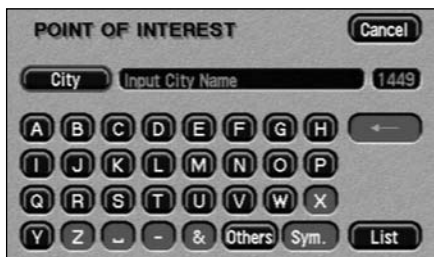 POINT OF INTEREST Cancel
City Input City Name 1449
A B C D E F G H ←
I J K L M N O P
Q R S T U V W X
Y Z ⎵ - & Others Sym. List